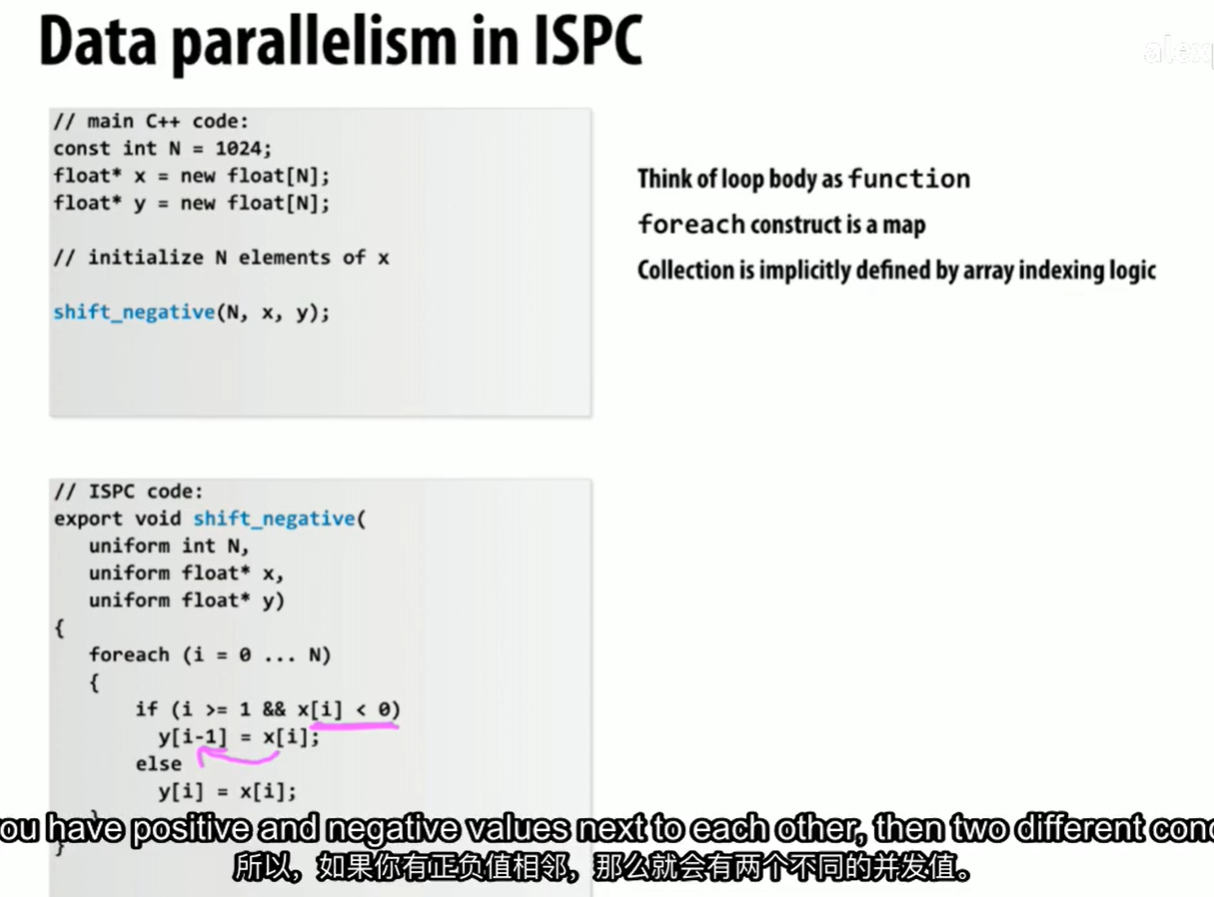 Data parallelism in ISPC
// main C++ code:
const int N = 1024;
float* x = new float[N];
float* y = new float[N];
// initialize N elements of x
shift_negative(N, x, y);
Think of loop body as function
foreach construct is a map
Collection is implicitly defined by array indexing logic
// ISPC code:
export void shift_negative(
uniform int N,
uniform float* x,
uniform float* y)
{
foreach (i = 0 ... N)
{
if (i >= 1 && x[i] < 0)
y[i-1] = x[i];
else
y[i] = x[i];
}
}
ou have positive and negative values next to each other, then two different conc
所以，如果你有正负值相邻，那么就会有两个不同的并发值。